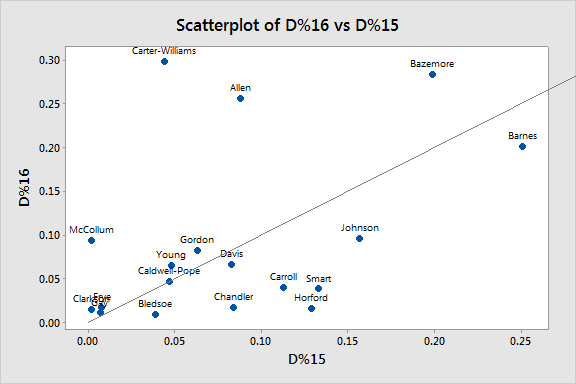 Scatterplot of D%16 vs D%15
Carter-Williams
Bazemore
Allen
Barnes
McCollum
Johnson
Gordon
Young
Davis
Caldwell-Pope
Carroll
Smart
Clarkson
Frye
Gay
Bledsoe
Chandler
Horford
D%16
0.30
0.25
0.20
0.15
0.10
0.05
0.00
0.00 0.05 0.10 0.15 0.20 0.25
D%15